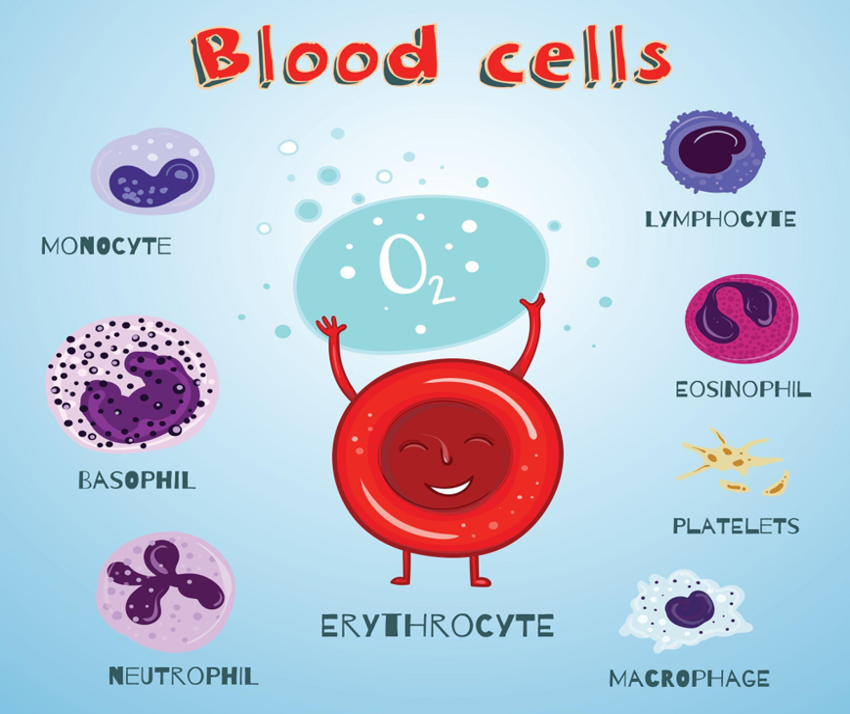 Blood cells
O2
MONOCYTE
LYMPHOCYTE
BASOPHIL
EOSINOPHIL
PLATELETS
NEUTROPHIL
ERYTHROCYTE
MACROPHAGE